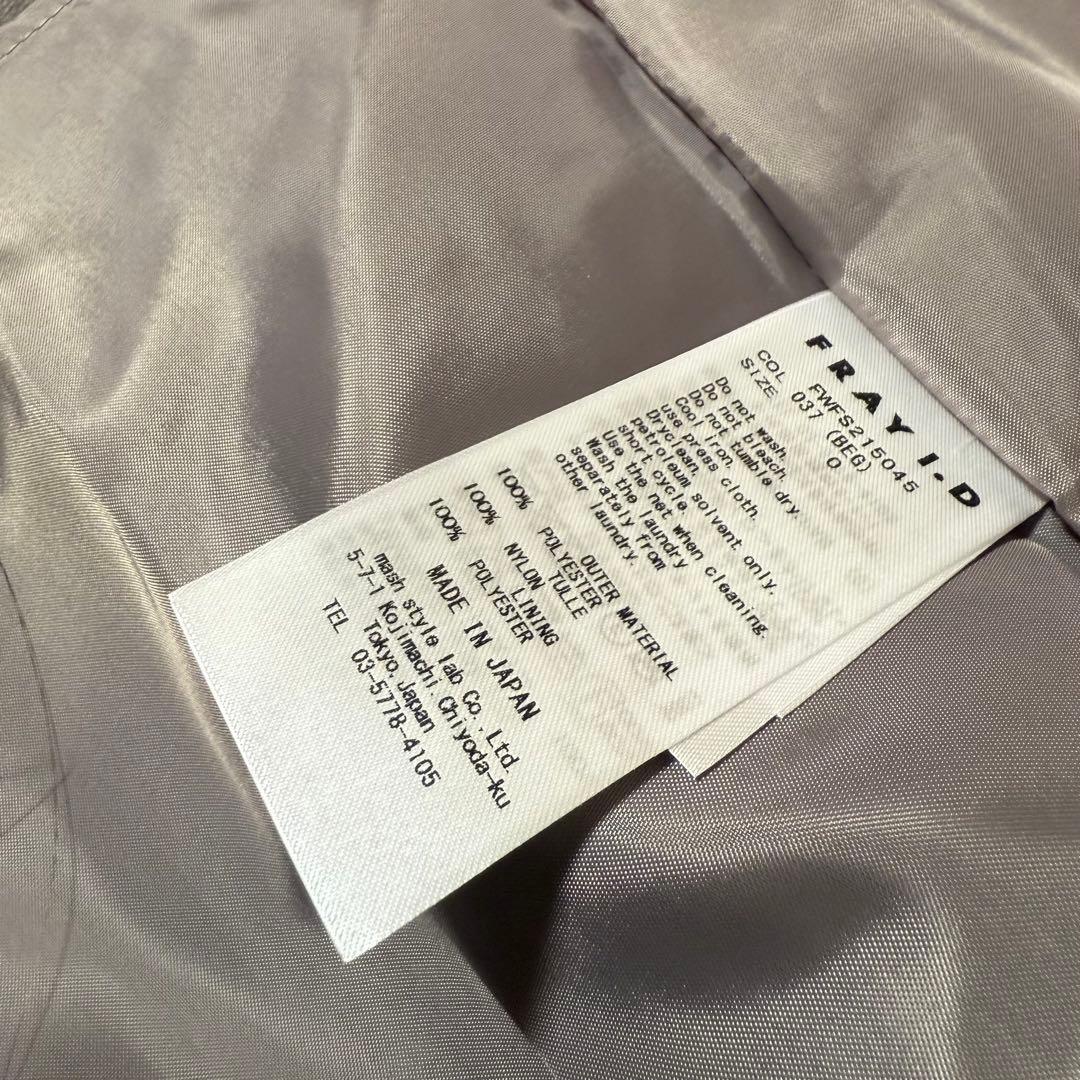 FRAY I.D
FWFS215045
COL 037 (BEG)
SIZE 0
Do not wash.
Do not bleach.
Do not tumbae dry.
Cool iron.
use press cloth.
Dryclean.
petroleum solvent only.
short cycle.
Use the net when cleaning.
Wash the laundry
separately from
other laundry.
OUTER MATERIAL
100% POLYESTER
TULLE
100% NYLON
LINING
100% POLYESTER
MADE IN JAPAN
mash style lab Co., Ltd.
5-7-1 Kojimachi.Chiyoda-ku
Tokyo.Japan
TEL 03-5778-4105